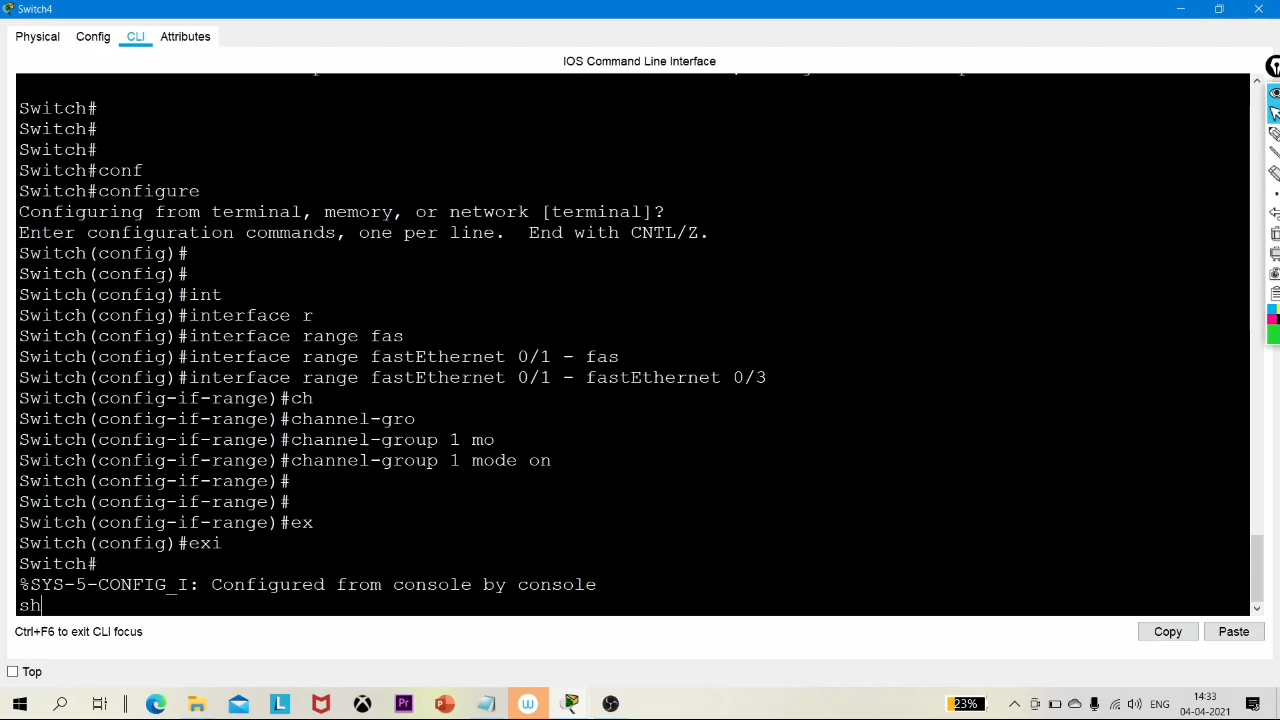 Switch4
Physical Config CLI Attributes
IOS Command Line Interface
Switch#
Switch#
Switch#
Switch#conf
Switch#configure
Configuring from terminal, memory, or network [terminal]?
Enter configuration commands, one per line.  End with CNTL/Z.
Switch(config)#
Switch(config)#
Switch(config)#int
Switch(config)#interface r
Switch(config)#interface range fas
Switch(config)#interface range fastEthernet 0/1 - fas
Switch(config)#interface range fastEthernet 0/1 - fastEthernet 0/3
Switch(config-if-range)#ch
Switch(config-if-range)#channel-gro
Switch(config-if-range)#channel-group 1 mo
Switch(config-if-range)#channel-group 1 mode on
Switch(config-if-range)#
Switch(config-if-range)#
Switch(config-if-range)#ex
Switch(config)#exi
Switch#
%SYS-5-CONFIG_I: Configured from console by console
sh
Ctrl+F6 to exit CLI focus
Copy Paste
Top
L Pr P W 23% ENG 14:33
04-04-2021